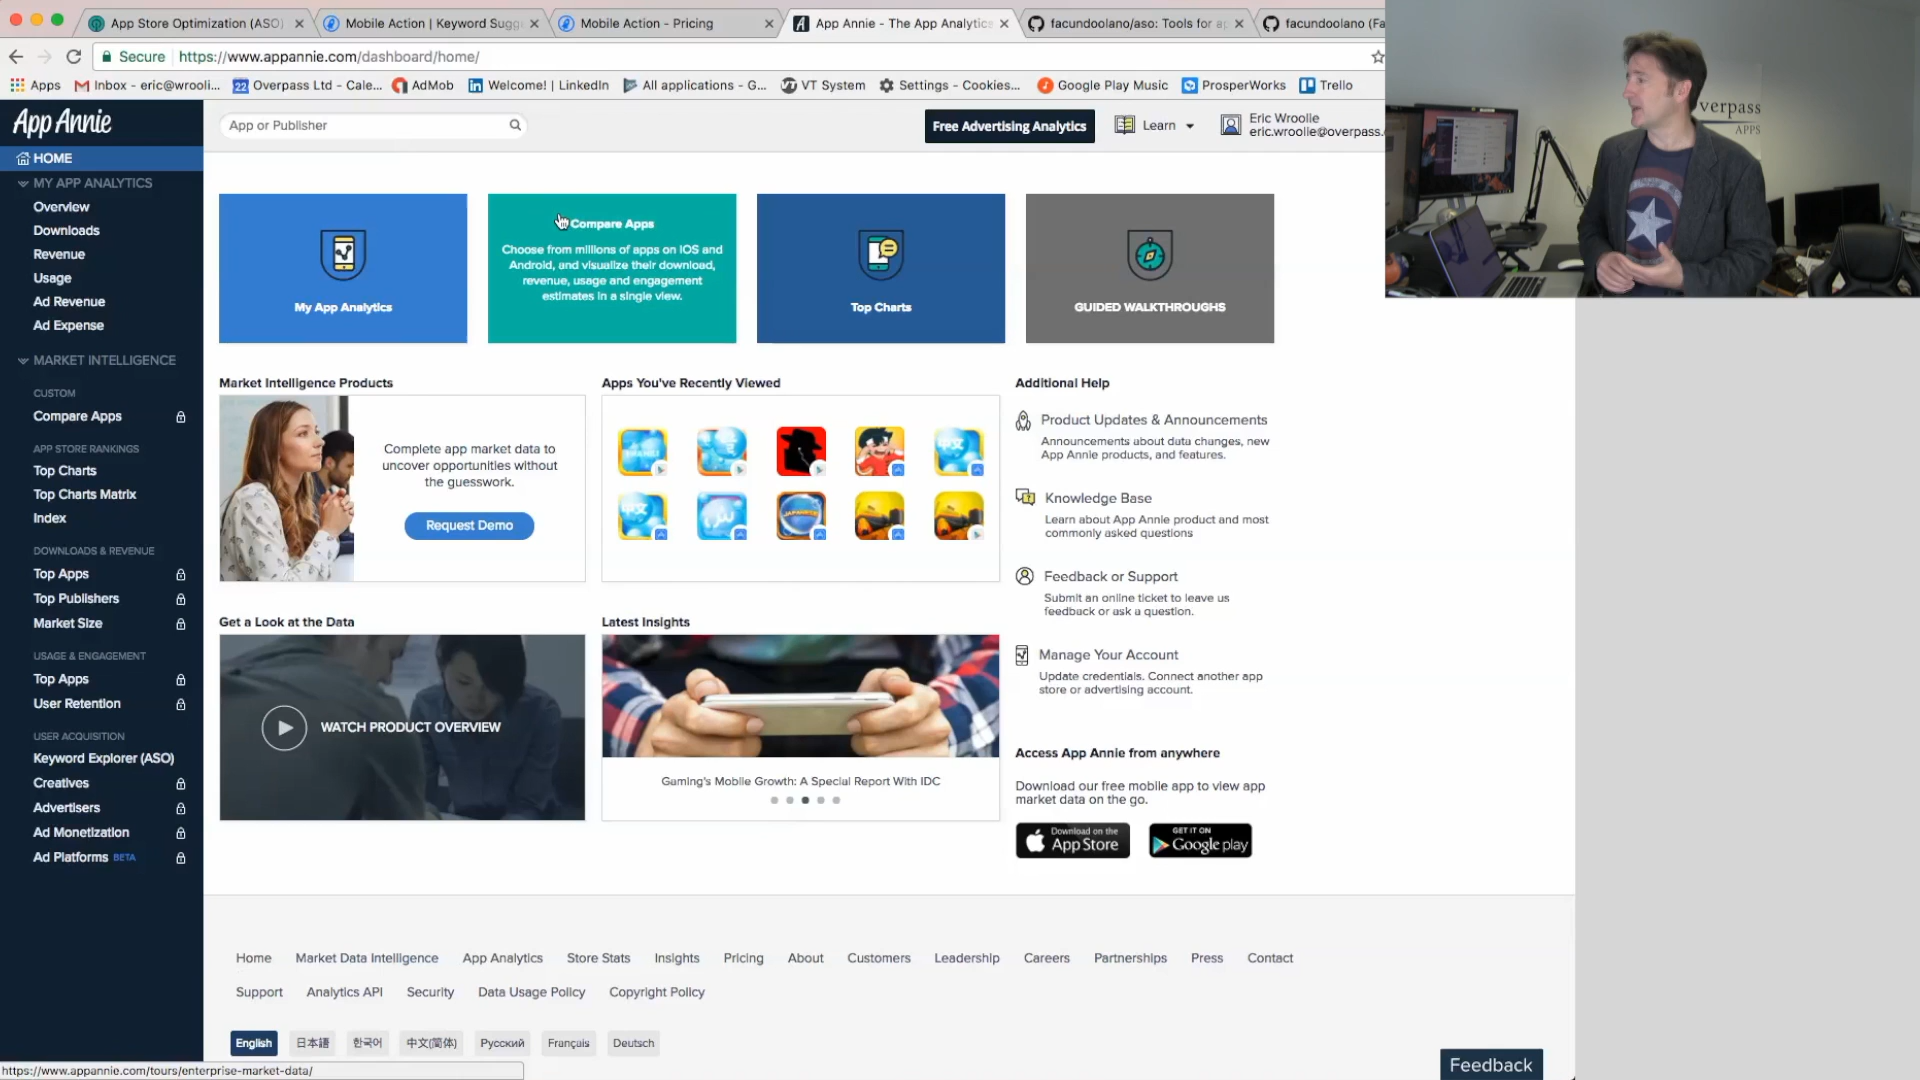 App Store Optimization (ASO)
Mobile Action | Keyword Sugg
Mobile Action - Pricing
App Annie - The App Analytics
facundoolano/aso: Tools for ap
facundoolano (Fa
Secure
https://www.appannie.com/dashboard/home/
Apps
Inbox - eric@wrooli...
22
Overpass Ltd - Cale...
AdMob
Welcome! | LinkedIn
All applications - G...
VT System
Settings - Cookies...
Google Play Music
ProsperWorks
Trello
App Annie
App or Publisher
Free Advertising Analytics
Learn
Eric Wroolie
eric.wroolie@overpass.
verpass
APPS
HOME
MY APP ANALYTICS
Overview
Downloads
Revenue
Usage
Ad Revenue
Ad Expense
MARKET INTELLIGENCE
CUSTOM
Compare Apps
APP STORE RANKINGS
Top Charts
Top Charts Matrix
Index
DOWNLOADS & REVENUE
Top Apps
Top Publishers
Market Size
USAGE & ENGAGEMENT
Top Apps
User Retention
USER ACQUISITION
Keyword Explorer (ASO)
Creatives
Advertisers
Ad Monetization
Ad Platforms BETA
My App Analytics
Compare Apps
Choose from millions of apps on iOS and
Android, and visualize their download,
revenue, usage and engagement
estimates in a single view.
Top Charts
GUIDED WALKTHROUGHS
Market Intelligence Products
Complete app market data to
uncover opportunities without
the guesswork.
Request Demo
Apps You've Recently Viewed
中文
中文
Additional Help
Product Updates & Announcements
Announcements about data changes, new
App Annie products, and features.
Knowledge Base
Learn about App Annie product and most
commonly asked questions
Feedback or Support
Submit an online ticket to leave us
feedback or ask a question.
Manage Your Account
Update credentials. Connect another app
store or advertising account.
Get a Look at the Data
WATCH PRODUCT OVERVIEW
Latest Insights
Gaming's Mobile Growth: A Special Report With IDC
Access App Annie from anywhere
Download our free mobile app to view app
market data on the go.
Download on the
App Store
GET IT ON
Google play
Home
Market Data Intelligence
App Analytics
Store Stats
Insights
Pricing
About
Customers
Leadership
Careers
Partnerships
Press
Contact
Support
Analytics API
Security
Data Usage Policy
Copyright Policy
English
日本語
한국어
中文(简体)
Русский
Français
Deutsch
Feedback
https://www.appannie.com/tours/enterprise-market-data/